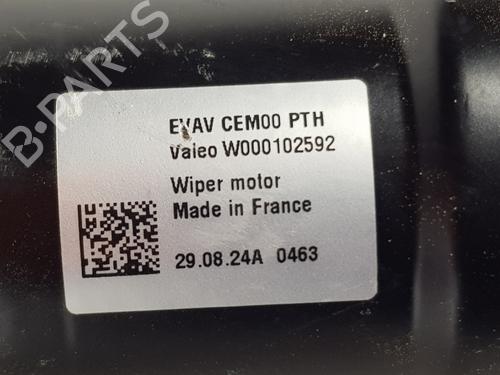 EVAV CEM00 PTH
Valeo W000102592
Wiper motor
Made in France
29.08.24A 0463
B-PARTS